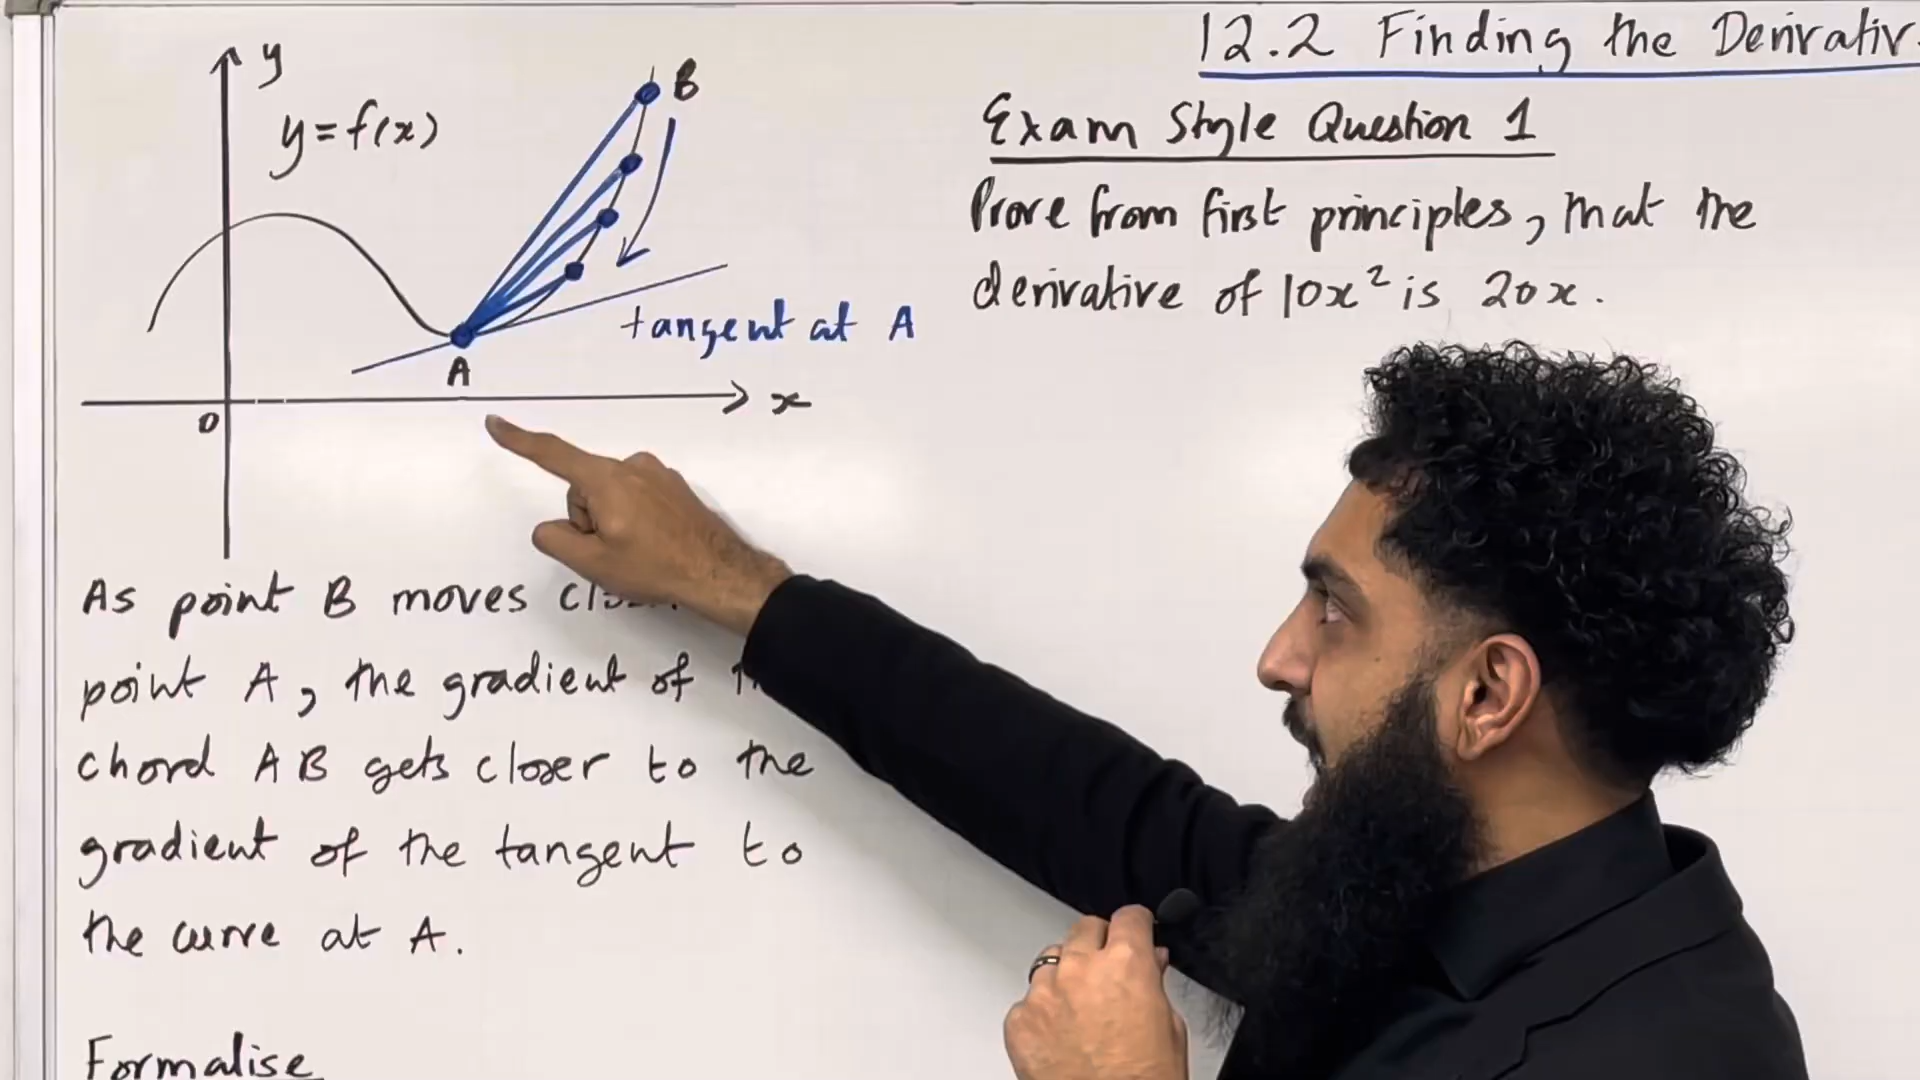 12.2 Finding the Derivativ
y
B
y = f(x)
tangent at A
A
x
0
Exam Style Question 1
Prove from first principles, that the
derivative of 10x² is 20x.
As point B moves
point A, the gradient of
chord AB gets closer to the
gradient of the tangent to
the curve at A.
Formalise